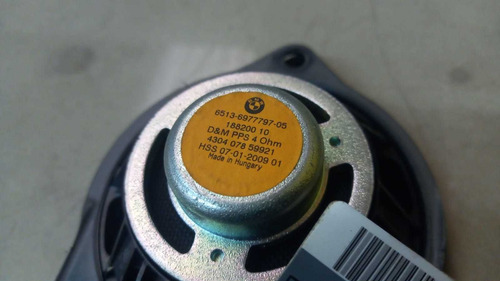 BMW
6513-6977797-05
188200 10
D&M PPS 4 Ohm
4304 078 59921
HSS 07-01-2009 01
Made in Hungary